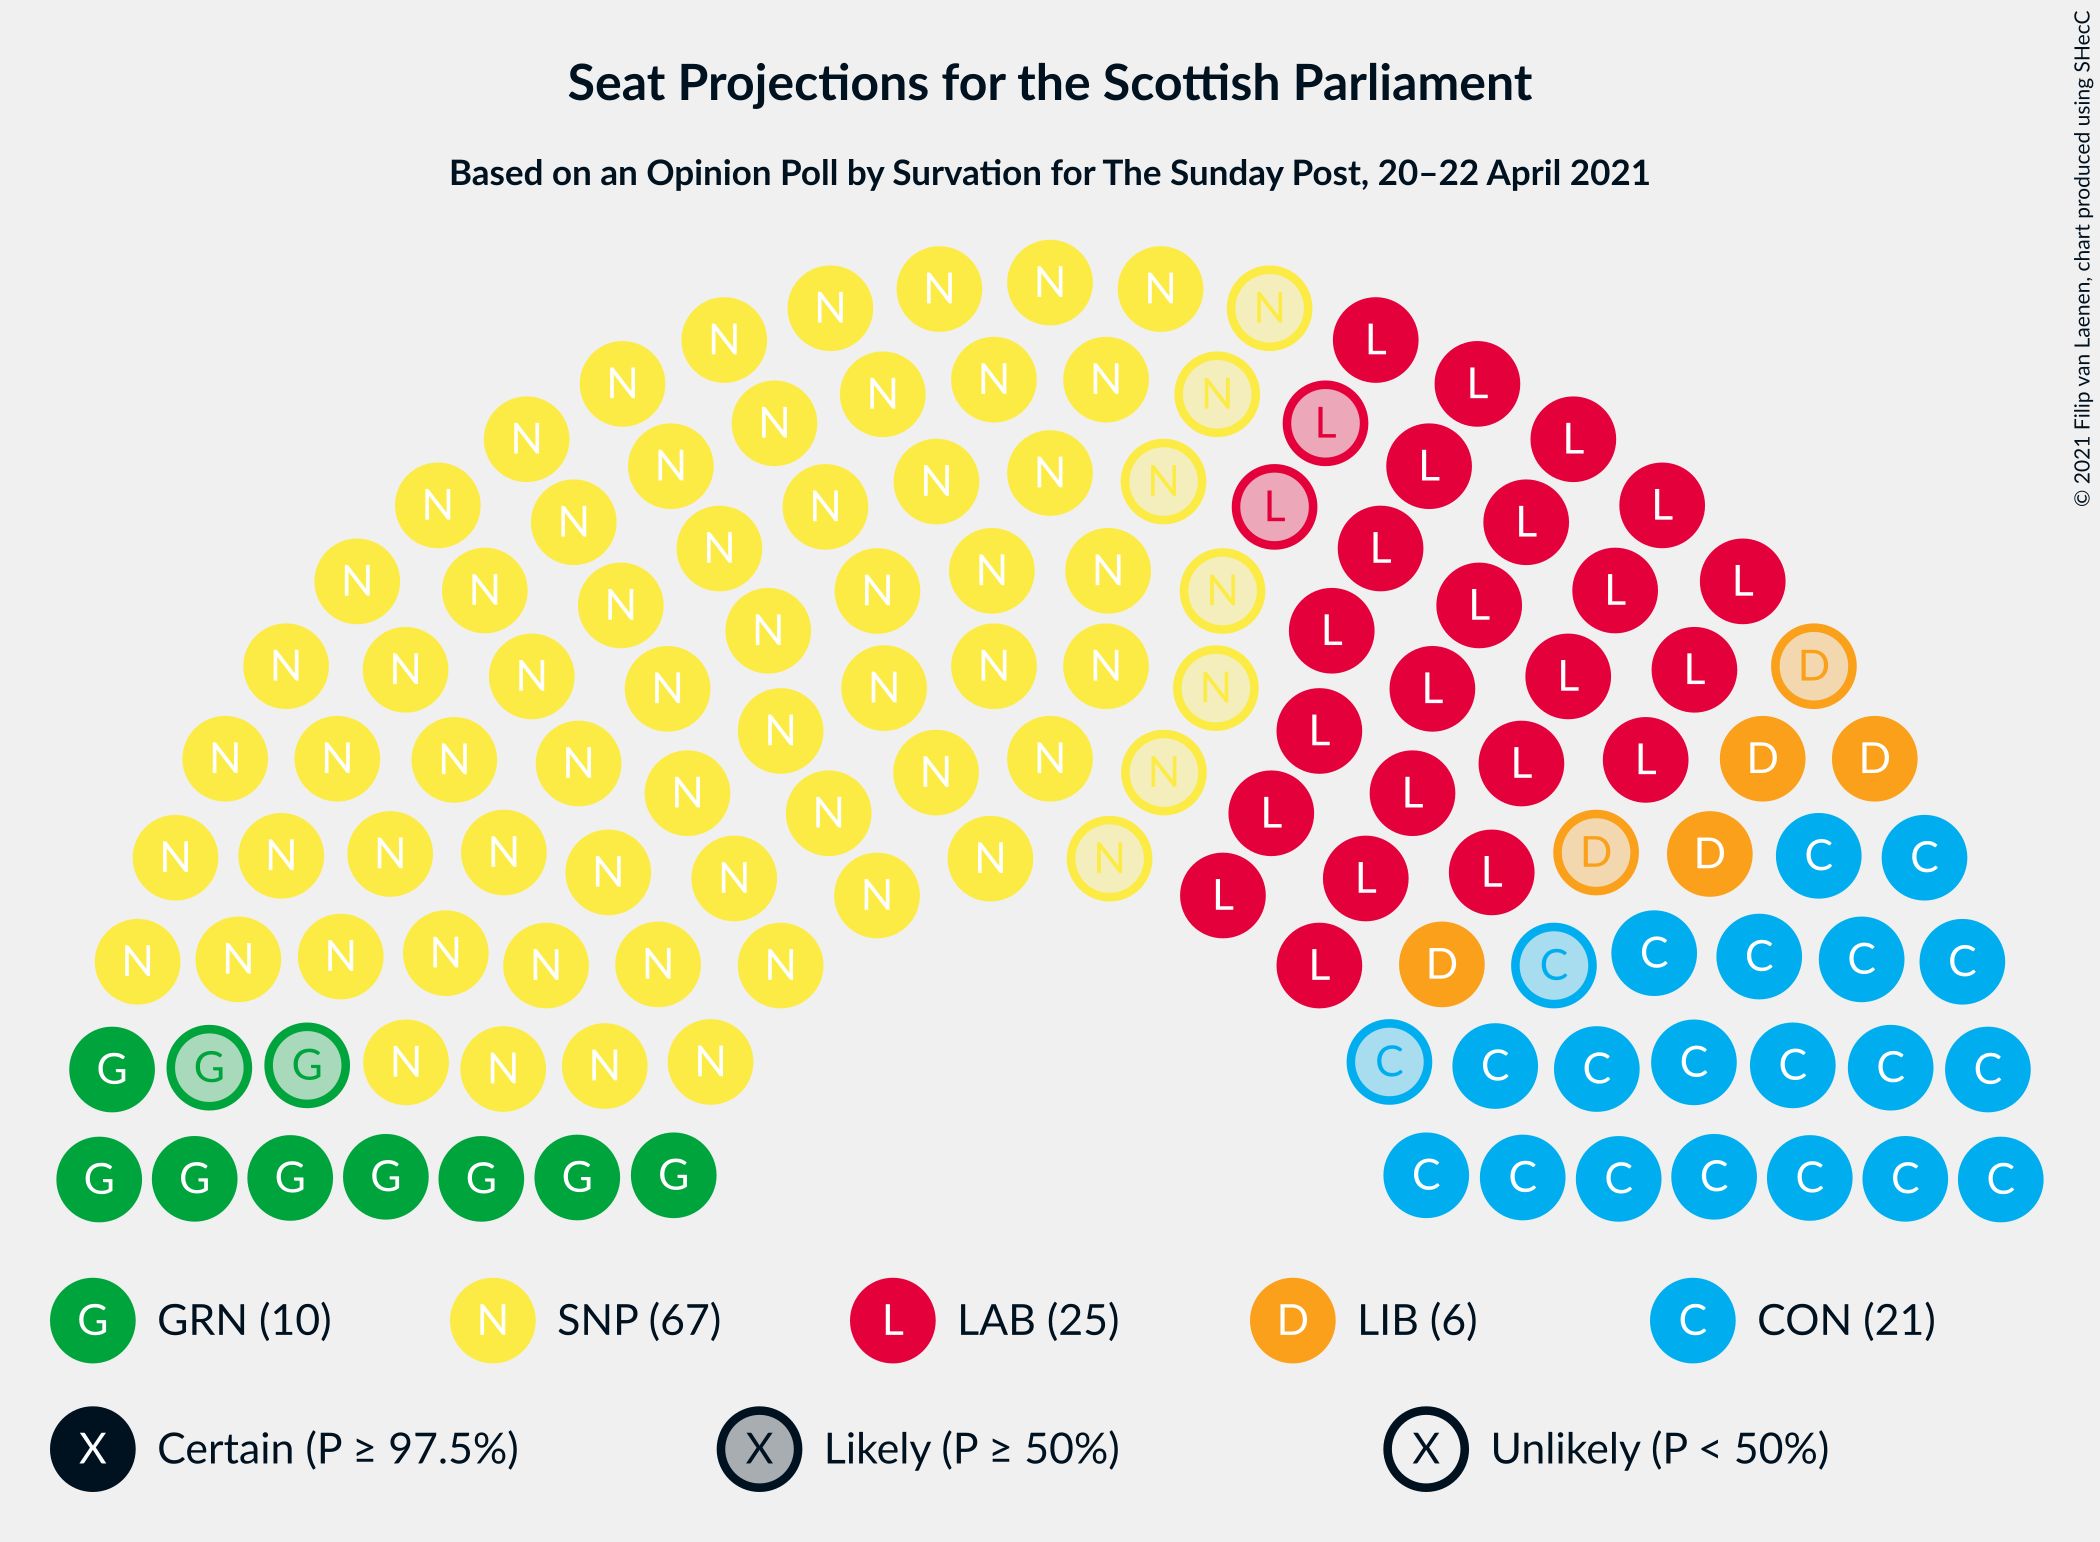 © 2021 Filip van Laenen, chart produced using SHecC
Seat Projections for the Scottish Parliament
Based on an Opinion Poll by Survation for The Sunday Post, 20–22 April 2021
N N N N N
N L
N N N N N L
N N L L
N N N N L
N N N L L L
N L
N N N N N N N L L L
N L
N N N N N N N N L L L D
N L
N N N N N N N N L L L D D
N L
N N N N N N N N N L L L D D C C
N N N N N N N L D C C C C C
G G G N N N N C C C C C C C
G G G G G G G C C C C C C C
G GRN (10) N SNP (67) L LAB (25) D LIB (6) C CON (21)
X Certain (P ≥ 97.5%) X Likely (P ≥ 50%) X Unlikely (P < 50%)